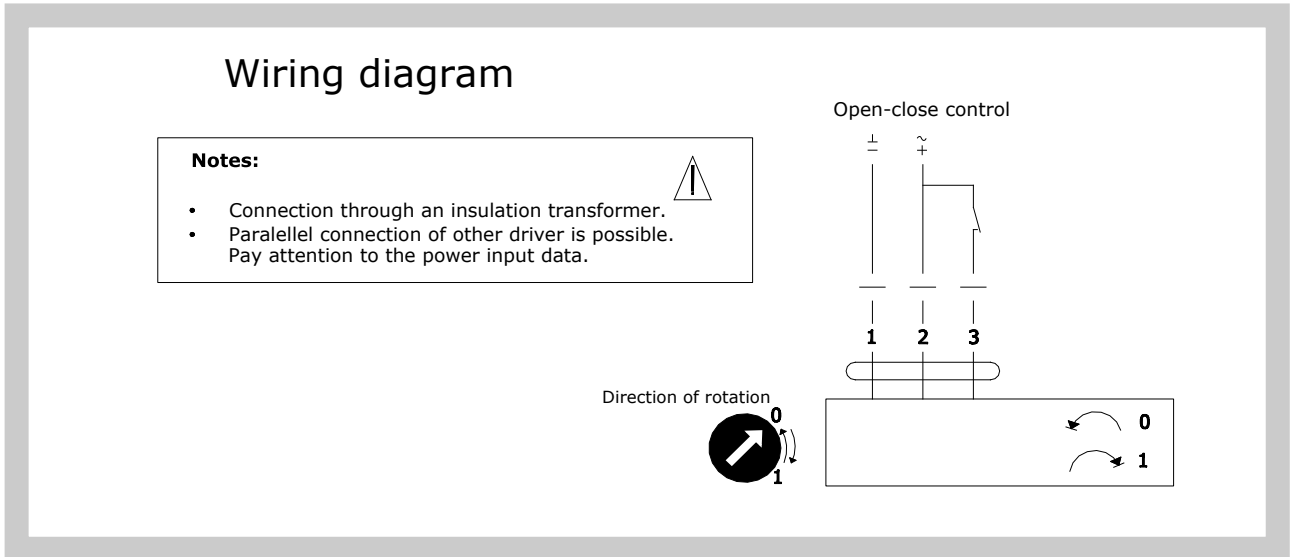 Wiring diagram
Open-close control
⊥ ~
− +
Notes:
• Connection through an insulation transformer.
• Paralellel connection of other driver is possible.
Pay attention to the power input data.
1 2 3
Direction of rotation
0
1
0
1